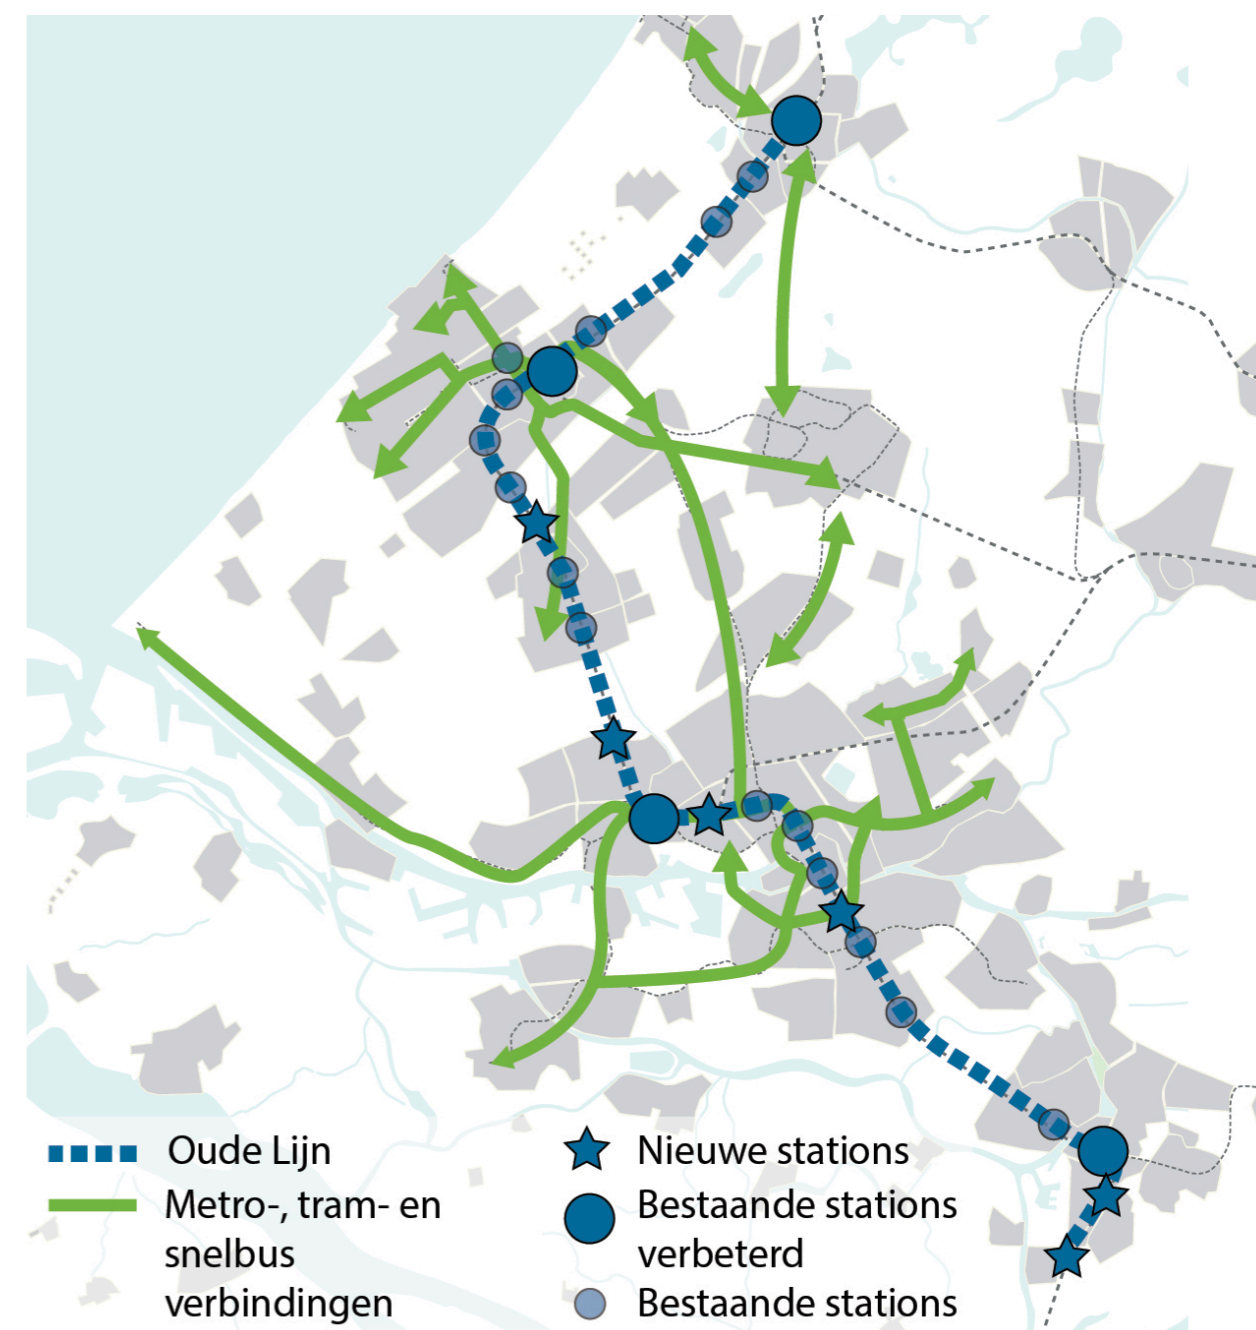 Oude Lijn
Metro-, tram- en
snelbus
verbindingen
Nieuwe stations
Bestaande stations
verbeterd
Bestaande stations